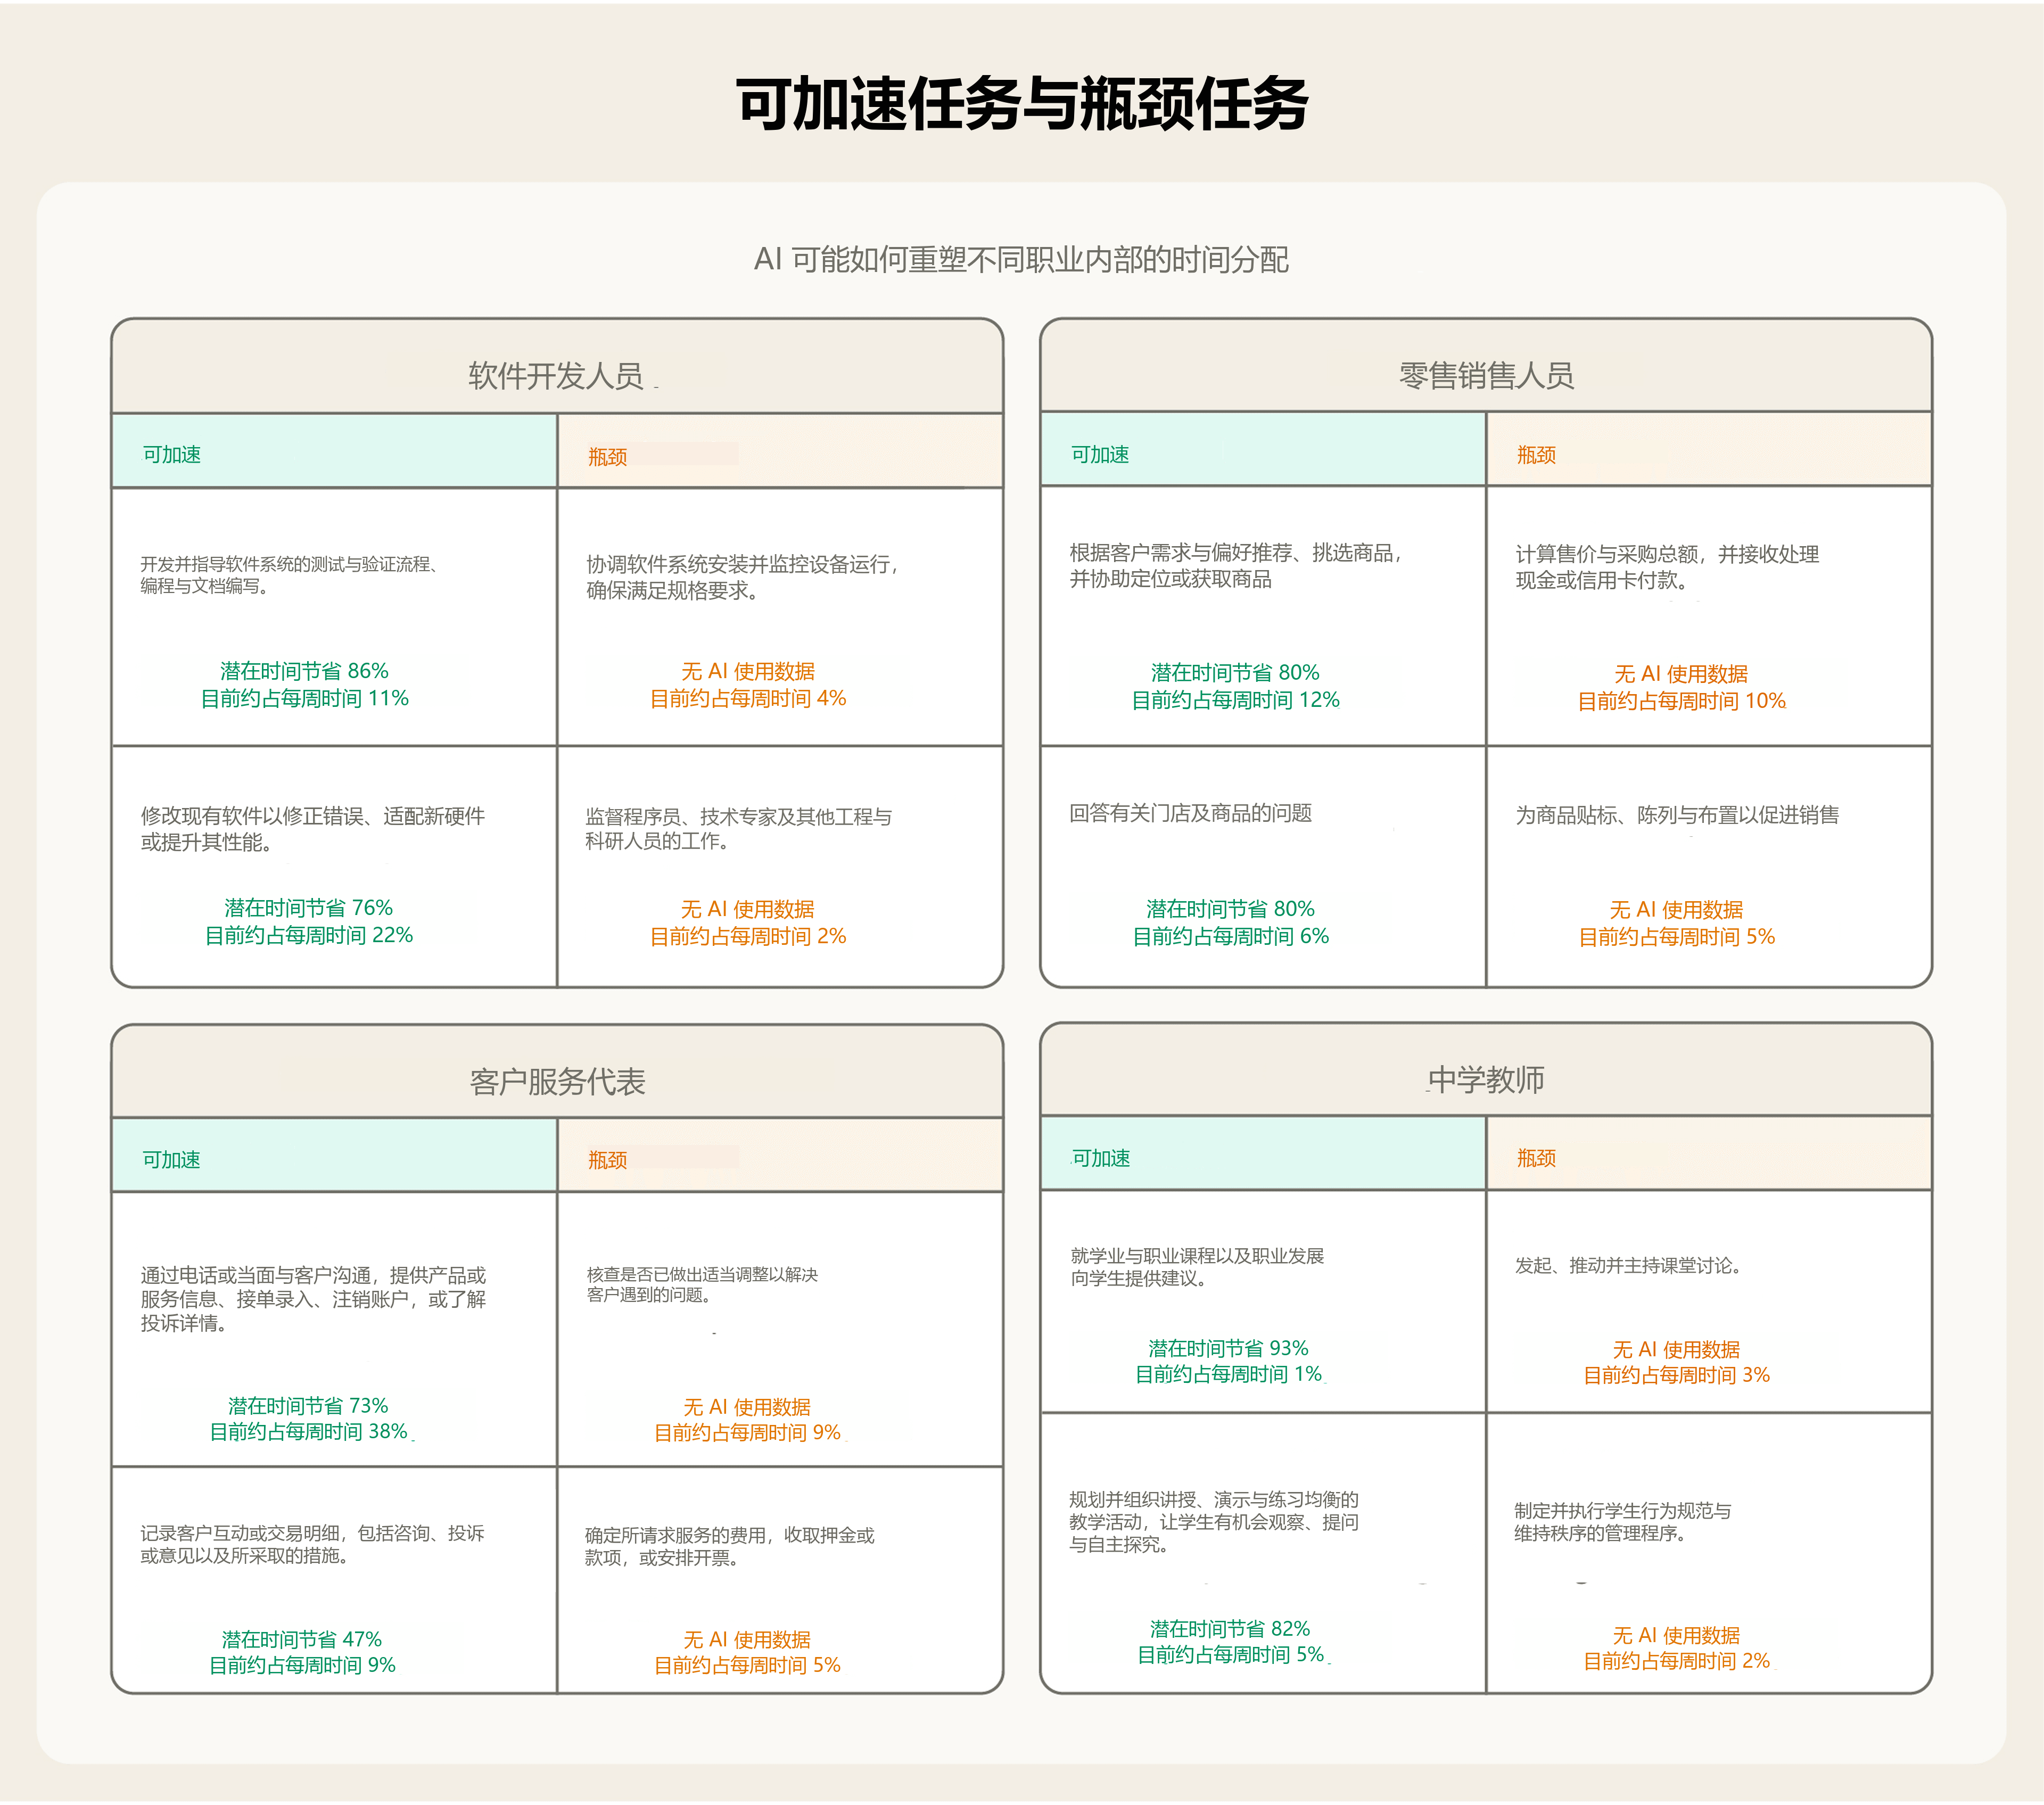 可加速任务与瓶颈任务
AI 可能如何重塑不同职业内部的时间分配
软件开发人员
可加速
瓶颈
开发并指导软件系统的测试与验证流程、
编程与文档编写。
潜在时间节省 86%
目前约占每周时间 11%
协调软件系统安装并监控设备运行，
确保满足规格要求。
无 AI 使用数据
目前约占每周时间 4%
修改现有软件以修正错误、适配新硬件
或提升其性能。
潜在时间节省 76%
目前约占每周时间 22%
监督程序员、技术专家及其他工程与
科研人员的工作。
无 AI 使用数据
目前约占每周时间 2%
零售销售人员
可加速
瓶颈
根据客户需求与偏好推荐、挑选商品，
并协助定位或获取商品
潜在时间节省 80%
目前约占每周时间 12%
计算售价与采购总额，并接收处理
现金或信用卡付款。
无 AI 使用数据
目前约占每周时间 10%
回答有关门店及商品的问题
潜在时间节省 80%
目前约占每周时间 6%
为商品贴标、陈列与布置以促进销售
无 AI 使用数据
目前约占每周时间 5%
客户服务代表
可加速
瓶颈
通过电话或当面与客户沟通，提供产品或
服务信息、接单录入、注销账户，或了解
投诉详情。
潜在时间节省 73%
目前约占每周时间 38%
核查是否已做出适当调整以解决
客户遇到的问题。
无 AI 使用数据
目前约占每周时间 9%
记录客户互动或交易明细，包括咨询、投诉
或意见以及所采取的措施。
潜在时间节省 47%
目前约占每周时间 9%
确定所请求服务的费用，收取押金或
款项，或安排开票。
无 AI 使用数据
目前约占每周时间 5%
中学教师
可加速
瓶颈
就学业与职业课程以及职业发展
向学生提供建议。
潜在时间节省 93%
目前约占每周时间 1%
发起、推动并主持课堂讨论。
无 AI 使用数据
目前约占每周时间 3%
规划并组织讲授、演示与练习均衡的
教学活动，让学生有机会观察、提问
与自主探究。
潜在时间节省 82%
目前约占每周时间 5%
制定并执行学生行为规范与
维持秩序的管理程序。
无 AI 使用数据
目前约占每周时间 2%